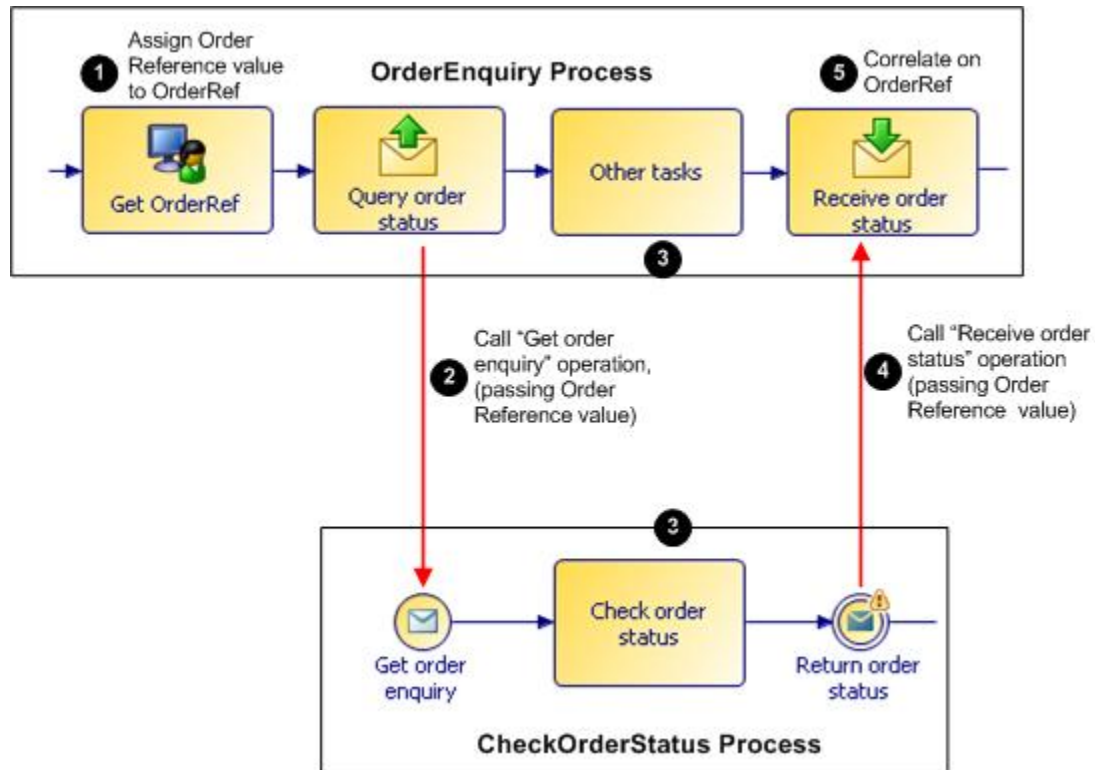 Assign Order
Reference value
to OrderRef
1
OrderEnquiry Process
5
Correlate on
OrderRef
Get OrderRef
Query order
status
Other tasks
Receive order
status
3
2
Call "Get order
enquiry" operation,
(passing Order
Reference value)
4
Call "Receive order
status" operation
(passing Order
Reference value)
3
Get order
enquiry
Check order
status
Return order
status
CheckOrderStatus Process